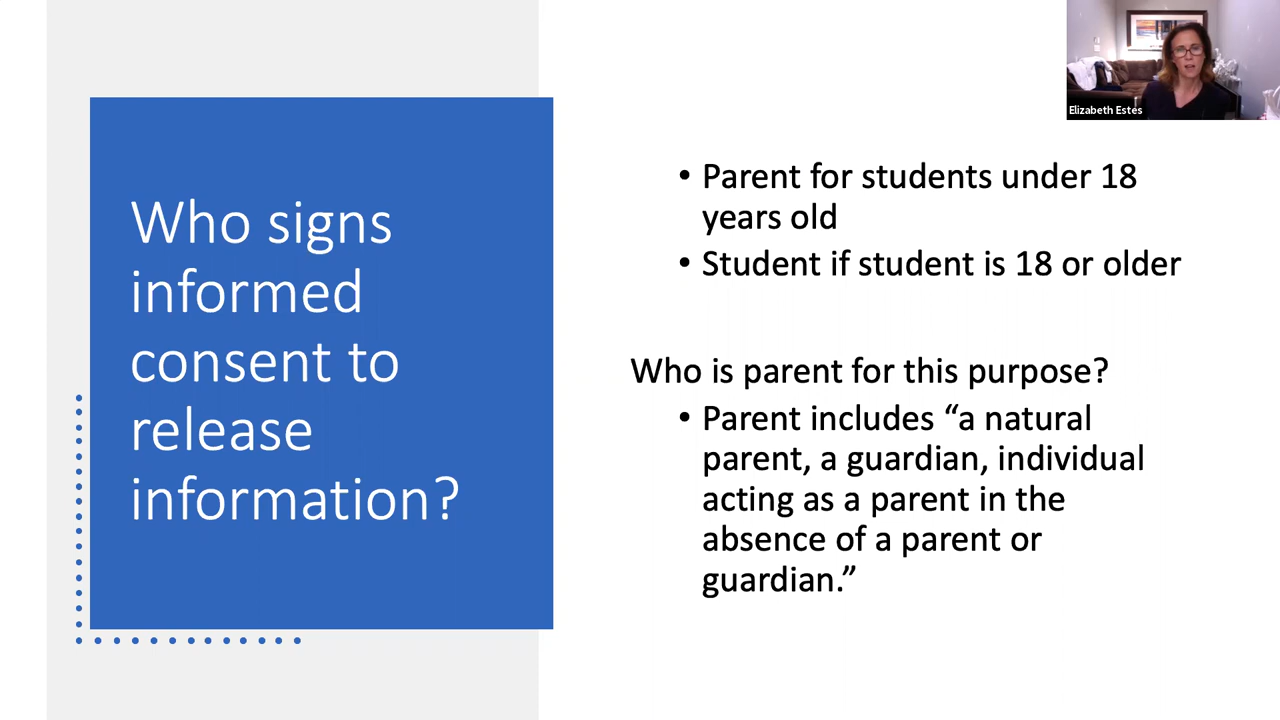 Elizabeth Estes
Who signs
informed
consent to
release
information?
• Parent for students under 18
years old
• Student if student is 18 or older
Who is parent for this purpose?
• Parent includes “a natural
parent, a guardian, individual
acting as a parent in the
absence of a parent or
guardian.”